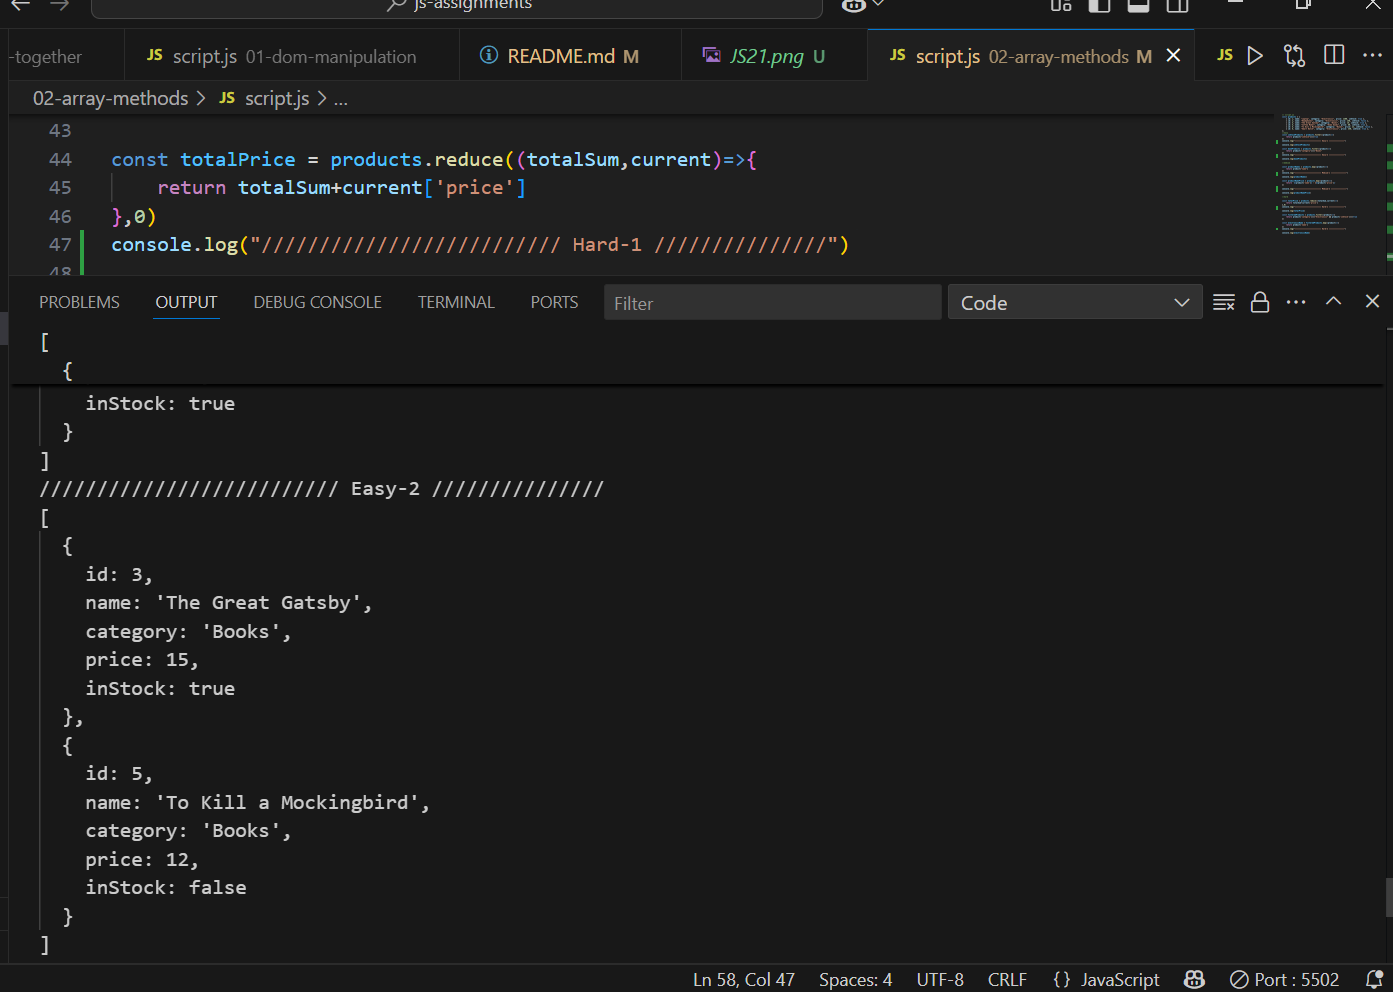 js-assignments
-together
JS script.js 01-dom-manipulation
README.md M
JS21.png U
JS script.js 02-array-methods M
JS
02-array-methods > JS script.js > ...
43
44 const totalPrice = products.reduce((totalSum,current)=>{
45 return totalSum+current['price']
46 },0)
47 console.log("////////////////////////// Hard-1 ///////////////")
48
PROBLEMS OUTPUT DEBUG CONSOLE TERMINAL PORTS Filter Code
[
{
inStock: true
}
]
////////////////////////// Easy-2 ///////////////
[
{
id: 3,
name: 'The Great Gatsby',
category: 'Books',
price: 15,
inStock: true
},
{
id: 5,
name: 'To Kill a Mockingbird',
category: 'Books',
price: 12,
inStock: false
}
]
Ln 58, Col 47 Spaces: 4 UTF-8 CRLF {} JavaScript Port : 5502